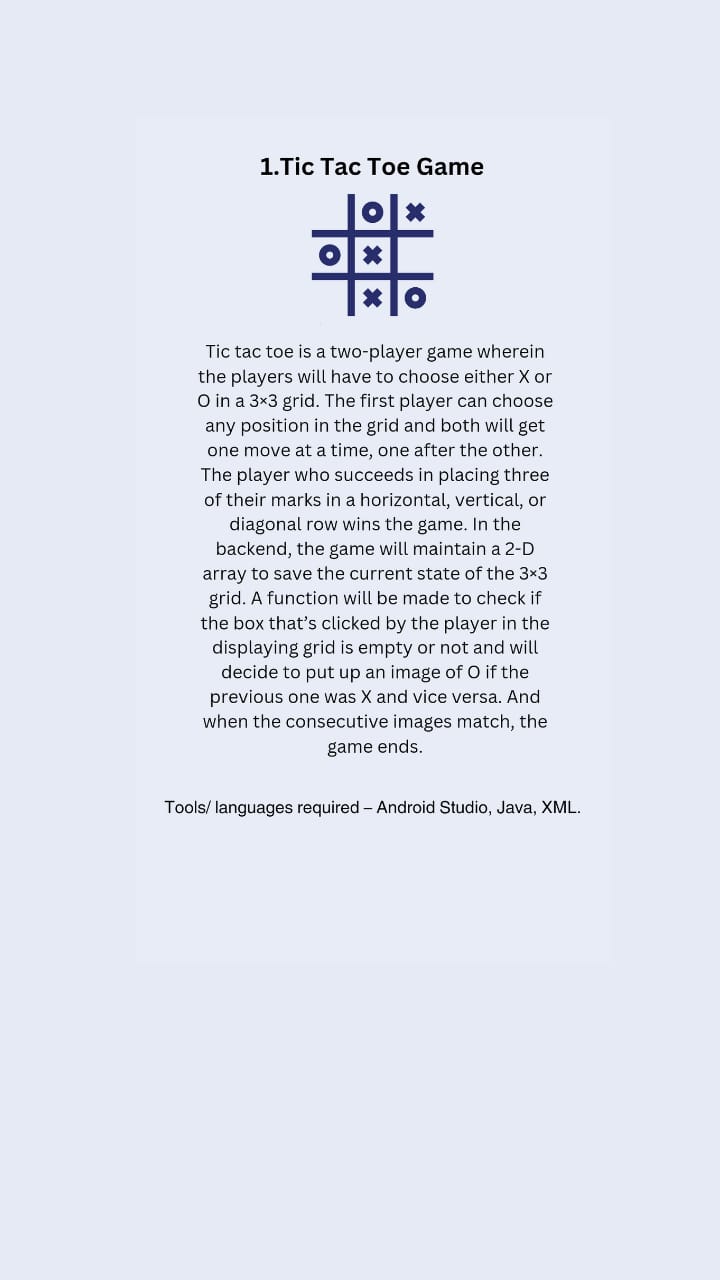 1.Tic Tac Toe Game
Tic tac toe is a two-player game wherein
the players will have to choose either X or
O in a 3×3 grid. The first player can choose
any position in the grid and both will get
one move at a time, one after the other.
The player who succeeds in placing three
of their marks in a horizontal, vertical, or
diagonal row wins the game. In the
backend, the game will maintain a 2-D
array to save the current state of the 3×3
grid. A function will be made to check if
the box that’s clicked by the player in the
displaying grid is empty or not and will
decide to put up an image of O if the
previous one was X and vice versa. And
when the consecutive images match, the
game ends.
Tools/ languages required – Android Studio, Java, XML.